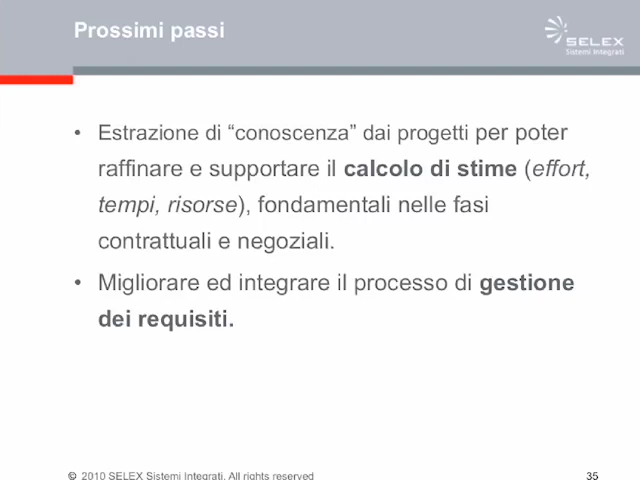 Prossimi passi
SELEX
Sistemi Integrati
• Estrazione di “conoscenza” dai progetti per poter
raffinare e supportare il calcolo di stime (effort,
tempi, risorse), fondamentali nelle fasi
contrattuali e negoziali.
• Migliorare ed integrare il processo di gestione
dei requisiti.
© 2010 SELEX Sistemi Integrati. All rights reserved
35